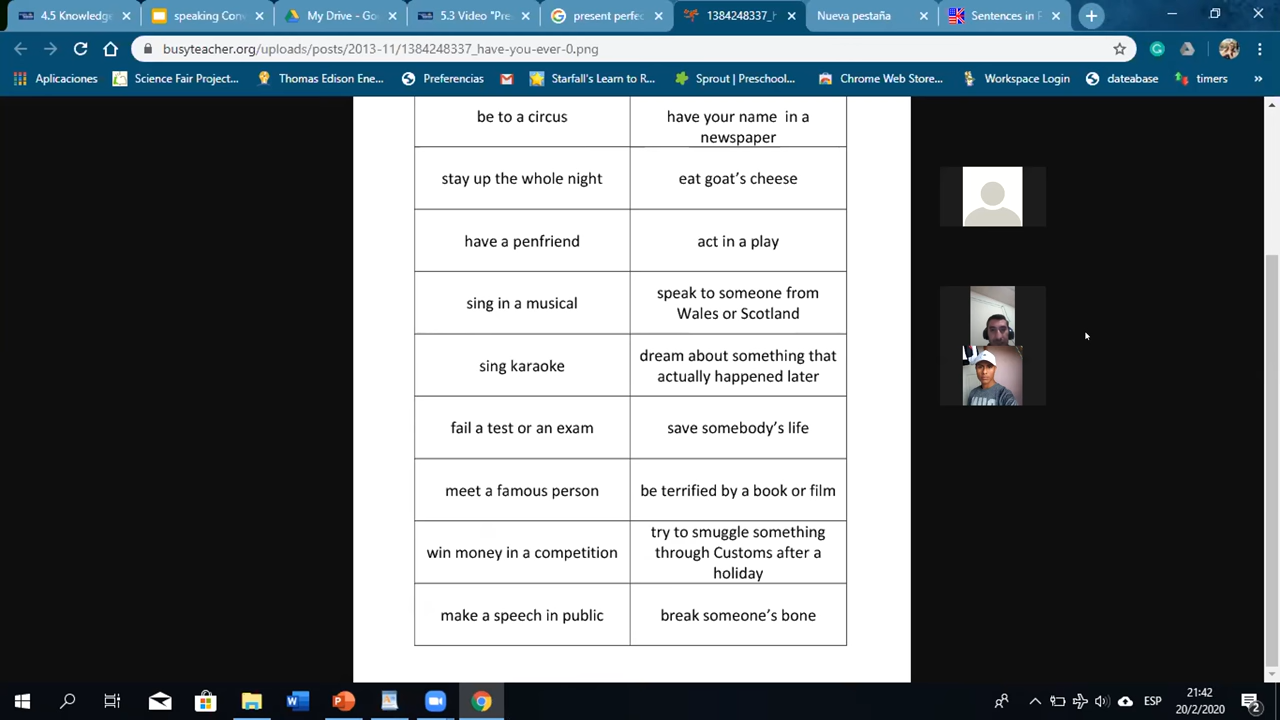 4.5 Knowledge
speaking Con
My Drive - Goo
5.3 Video "Pre
present perfec
1384248337_h
Nueva pestaña
Sentences in P
busyteacher.org/uploads/posts/2013-11/1384248337_have-you-ever-0.png
Aplicaciones
Science Fair Project...
Thomas Edison Ene...
Preferencias
Starfall's Learn to R...
Sprout | Preschool...
Chrome Web Store...
Workspace Login
dateabase
timers
»
be to a circus
have your name in a
newspaper
stay up the whole night
eat goat's cheese
have a penfriend
act in a play
sing in a musical
speak to someone from
Wales or Scotland
sing karaoke
dream about something that
actually happened later
fail a test or an exam
save somebody's life
meet a famous person
be terrified by a book or film
win money in a competition
try to smuggle something
through Customs after a
holiday
make a speech in public
break someone's bone
ESP
21:42
20/2/2020
2